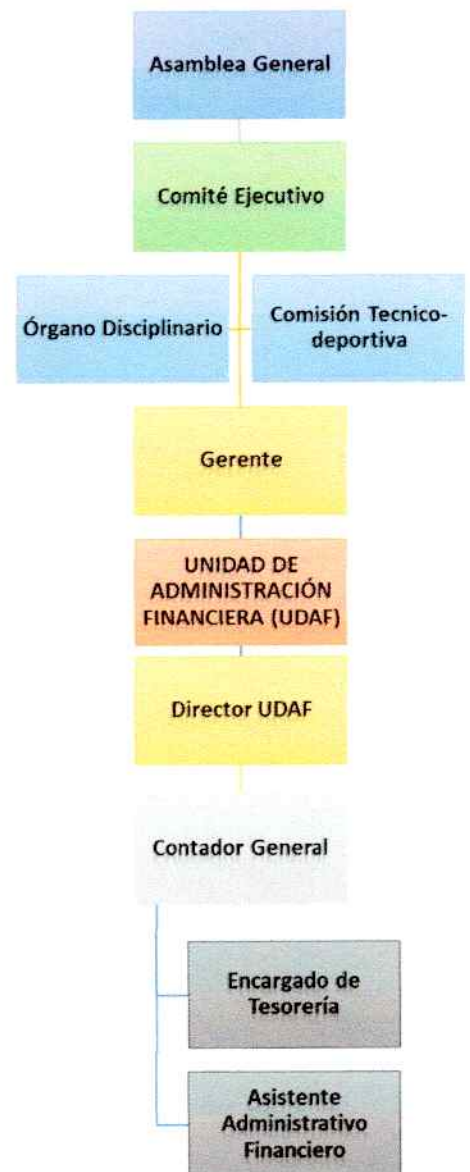 Asamblea General
Comité Ejecutivo
Órgano Disciplinario
Comisión Tecnico-
deportiva
Gerente
UNIDAD DE
ADMINISTRACIÓN
FINANCIERA (UDAF)
Director UDAF
Contador General
Encargado de
Tesorería
Asistente
Administrativo
Financiero